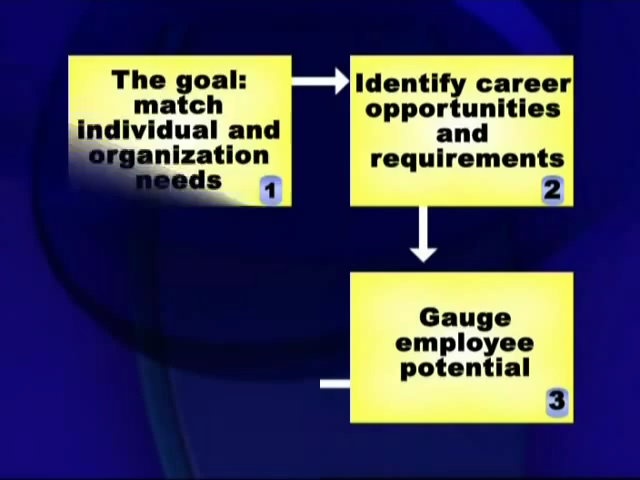 The goal:
match
individual and
organization
needs
1
Identify career
opportunities
and
requirements
2
Gauge
employee
potential
3